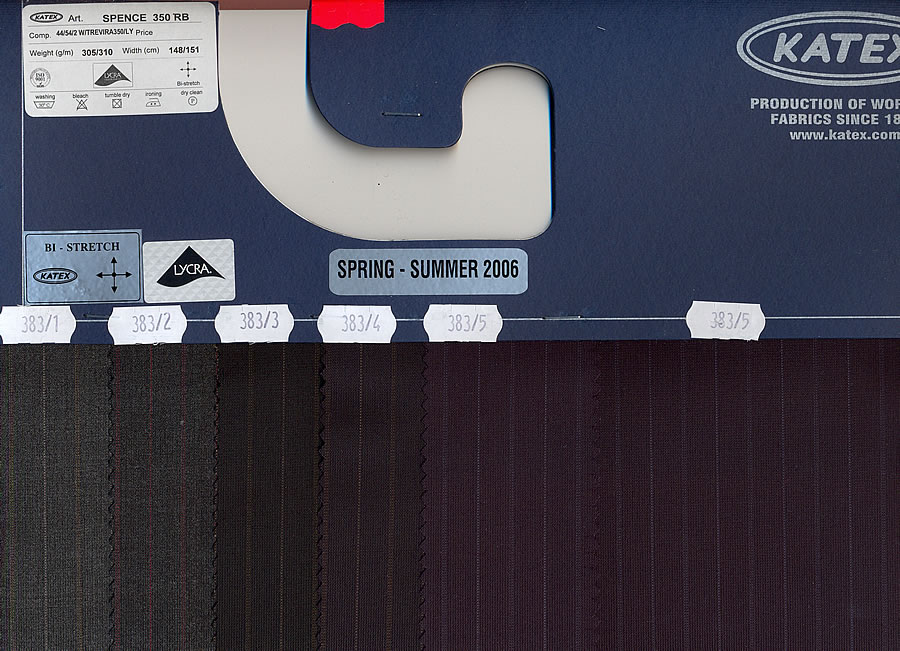 KATEX Art. SPENCE 350 RB
Comp. 44/54/2 W/TREVIRA350/LY Price
Weight (g/m) 305/310 Width (cm) 148/151
ISO 9001
LYCRA
Bi-stretch
washing bleach tumble dry ironing dry clean
P
KATEX
PRODUCTION OF WOR
FABRICS SINCE 18
www.katex.com
BI - STRETCH
KATEX
LYCRA.
SPRING - SUMMER 2006
383/1 383/2 383/3 383/4 383/5 383/5